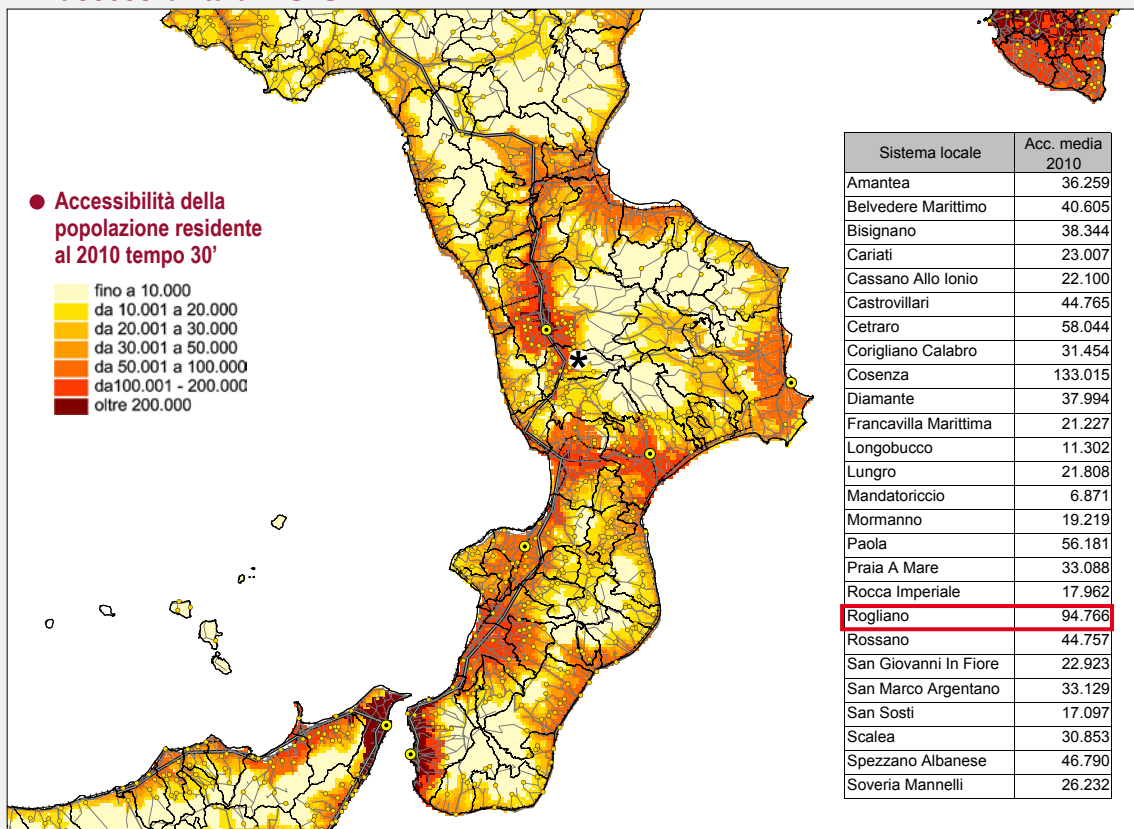 ● Accessibilità della
popolazione residente
al 2010 tempo 30’
fino a 10.000
da 10.001 a 20.000
da 20.001 a 30.000
da 30.001 a 50.000
da 50.001 a 100.000
da100.001 - 200.000
oltre 200.000
*
Sistema locale Acc. media 2010
Amantea 36.259
Belvedere Marittimo 40.605
Bisignano 38.344
Cariati 23.007
Cassano Allo Ionio 22.100
Castrovillari 44.765
Cetraro 58.044
Corigliano Calabro 31.454
Cosenza 133.015
Diamante 37.994
Francavilla Marittima 21.227
Longobucco 11.302
Lungro 21.808
Mandatoriccio 6.871
Mormanno 19.219
Paola 56.181
Praia A Mare 33.088
Rocca Imperiale 17.962
Rogliano 94.766
Rossano 44.757
San Giovanni In Fiore 22.923
San Marco Argentano 33.129
San Sosti 17.097
Scalea 30.853
Spezzano Albanese 46.790
Soveria Mannelli 26.232